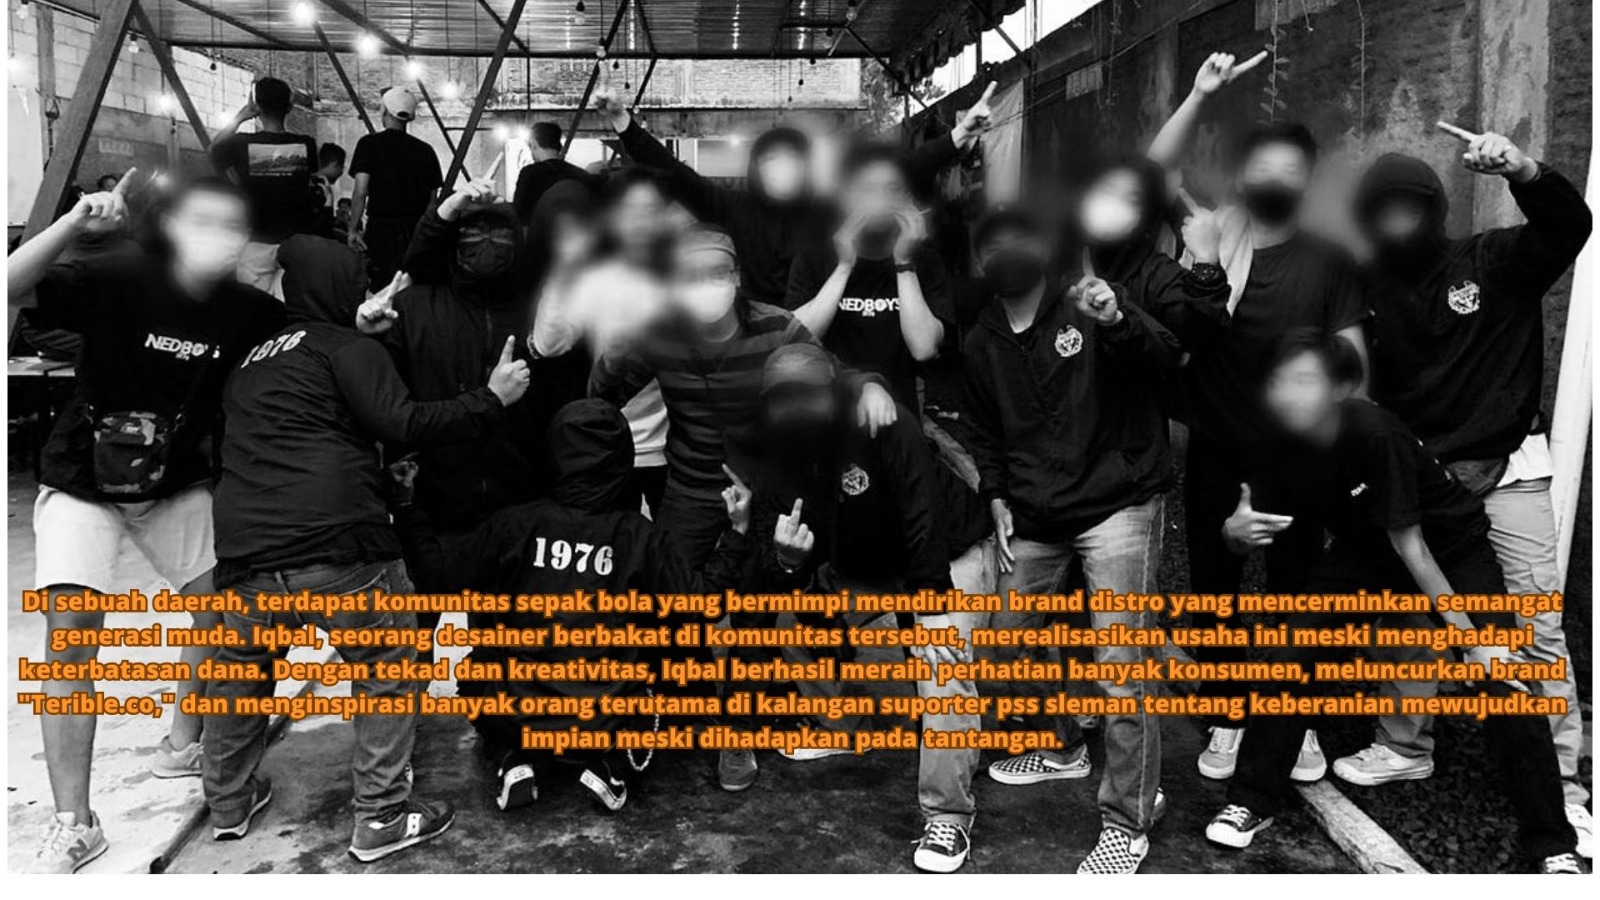 NEDBOYS
1976
NEDBOYS
1976
Di sebuah daerah, terdapat komunitas sepak bola yang bermimpi mendirikan brand distro yang mencerminkan semangat
generasi muda. Iqbal, seorang desainer berbakat di komunitas tersebut, merealisasikan usaha ini meski menghadapi
keterbatasan dana. Dengan tekad dan kreativitas, Iqbal berhasil meraih perhatian banyak konsumen, meluncurkan brand
"Terible.co," dan menginspirasi banyak orang terutama di kalangan suporter pss sleman tentang keberanian mewujudkan
impian meski dihadapkan pada tantangan.